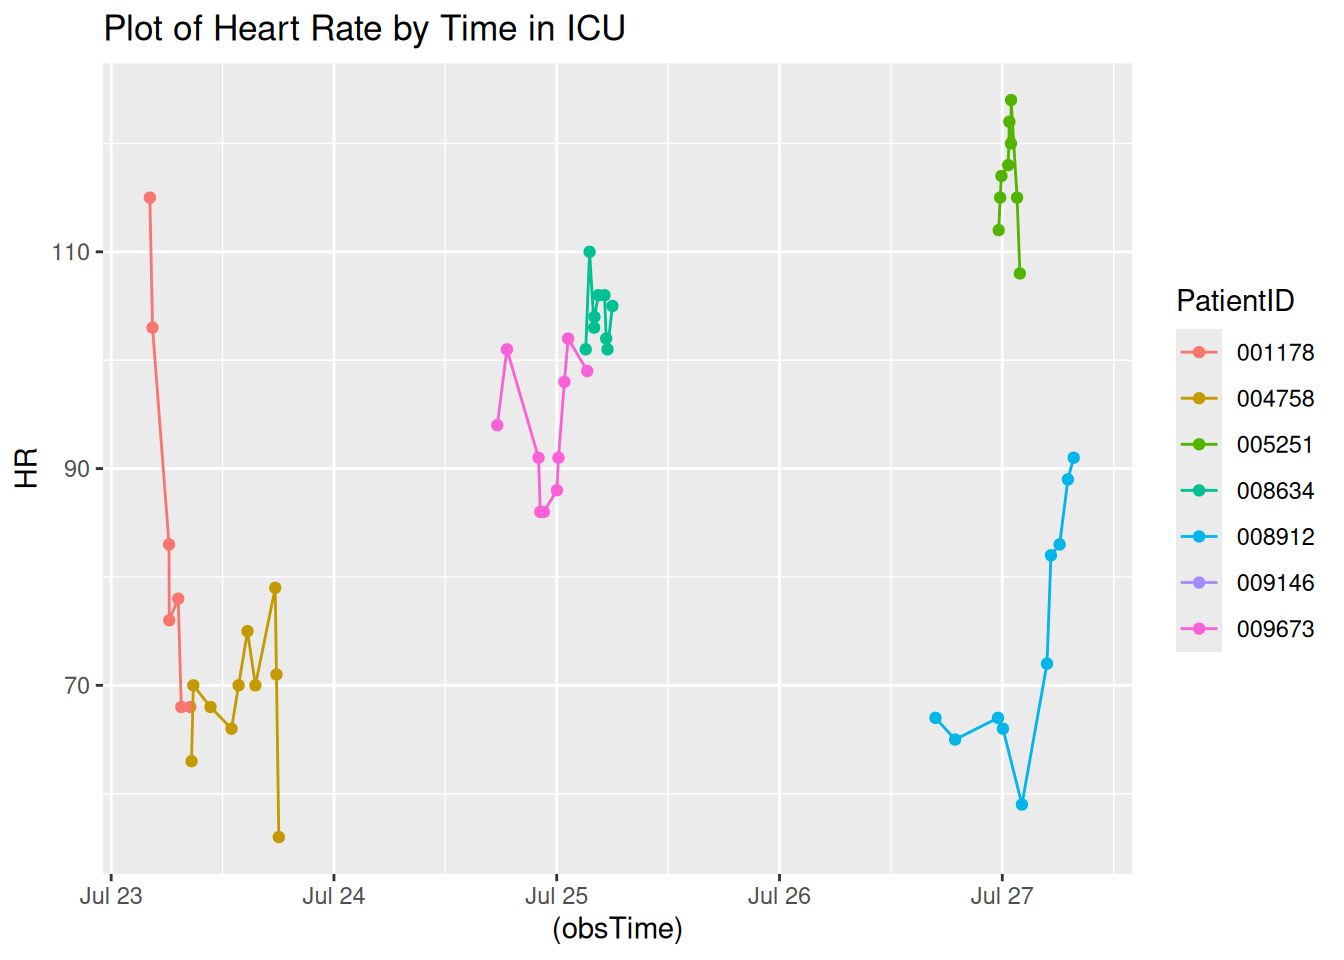 Plot of Heart Rate by Time in ICU
HR
110
90
70
Jul 23 Jul 24 Jul 25 Jul 26 Jul 27
(obsTime)
PatientID
001178
004758
005251
008634
008912
009146
009673